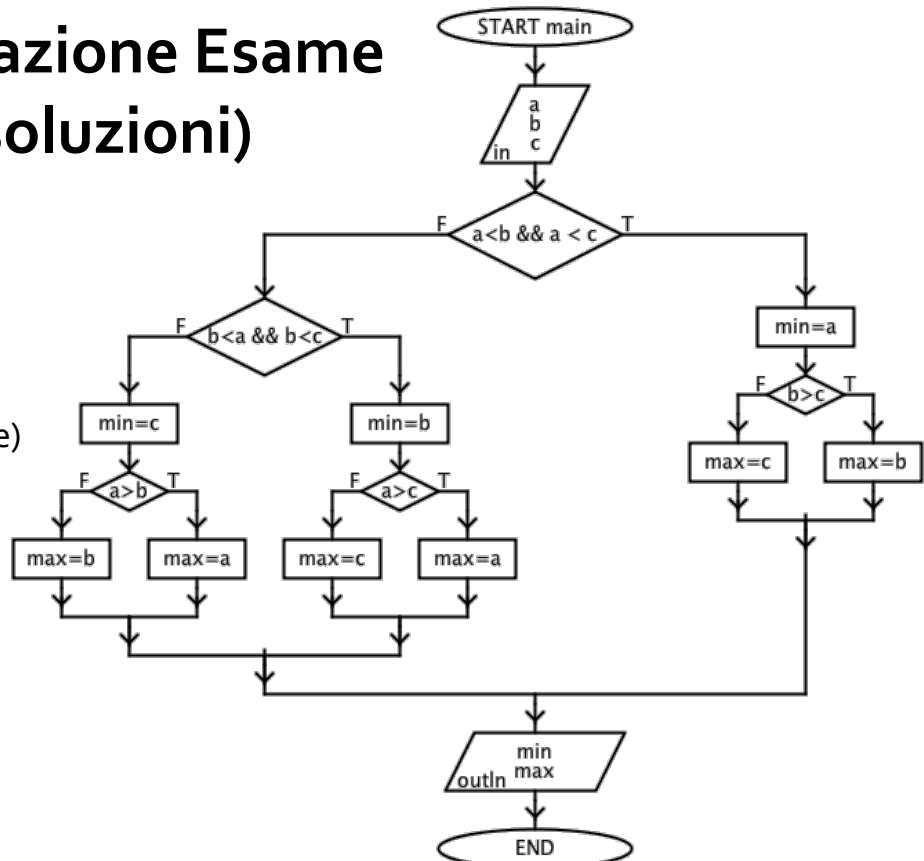 azione Esame
oluzioni)
e)
START main
a
b
c
in
a<b && a < c
F
T
b<a && b<c
F
T
min=a
b>c
F
T
max=c
max=b
min=c
min=b
a>b
F
T
a>c
F
T
max=b
max=a
max=c
max=a
min
max
outln
END